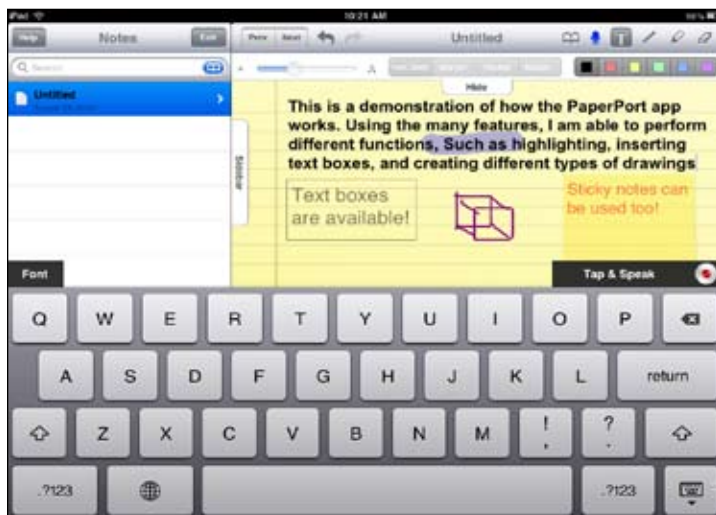 iPad 10:21 AM
Help Notes Edit Prev Next Untitled T
Search
A
Hide
Untitled
This is a demonstration of how the PaperPort app
works. Using the many features, I am able to perform
different functions, Such as highlighting, inserting
text boxes, and creating different types of drawings
Sidebar
Text boxes
are available!
Sticky notes can
be used too!
Font
Tap & Speak
Q W E R T Y U I O P
A S D F G H J K L return
Z X C V B N M ! , ? .
.?123 .?123